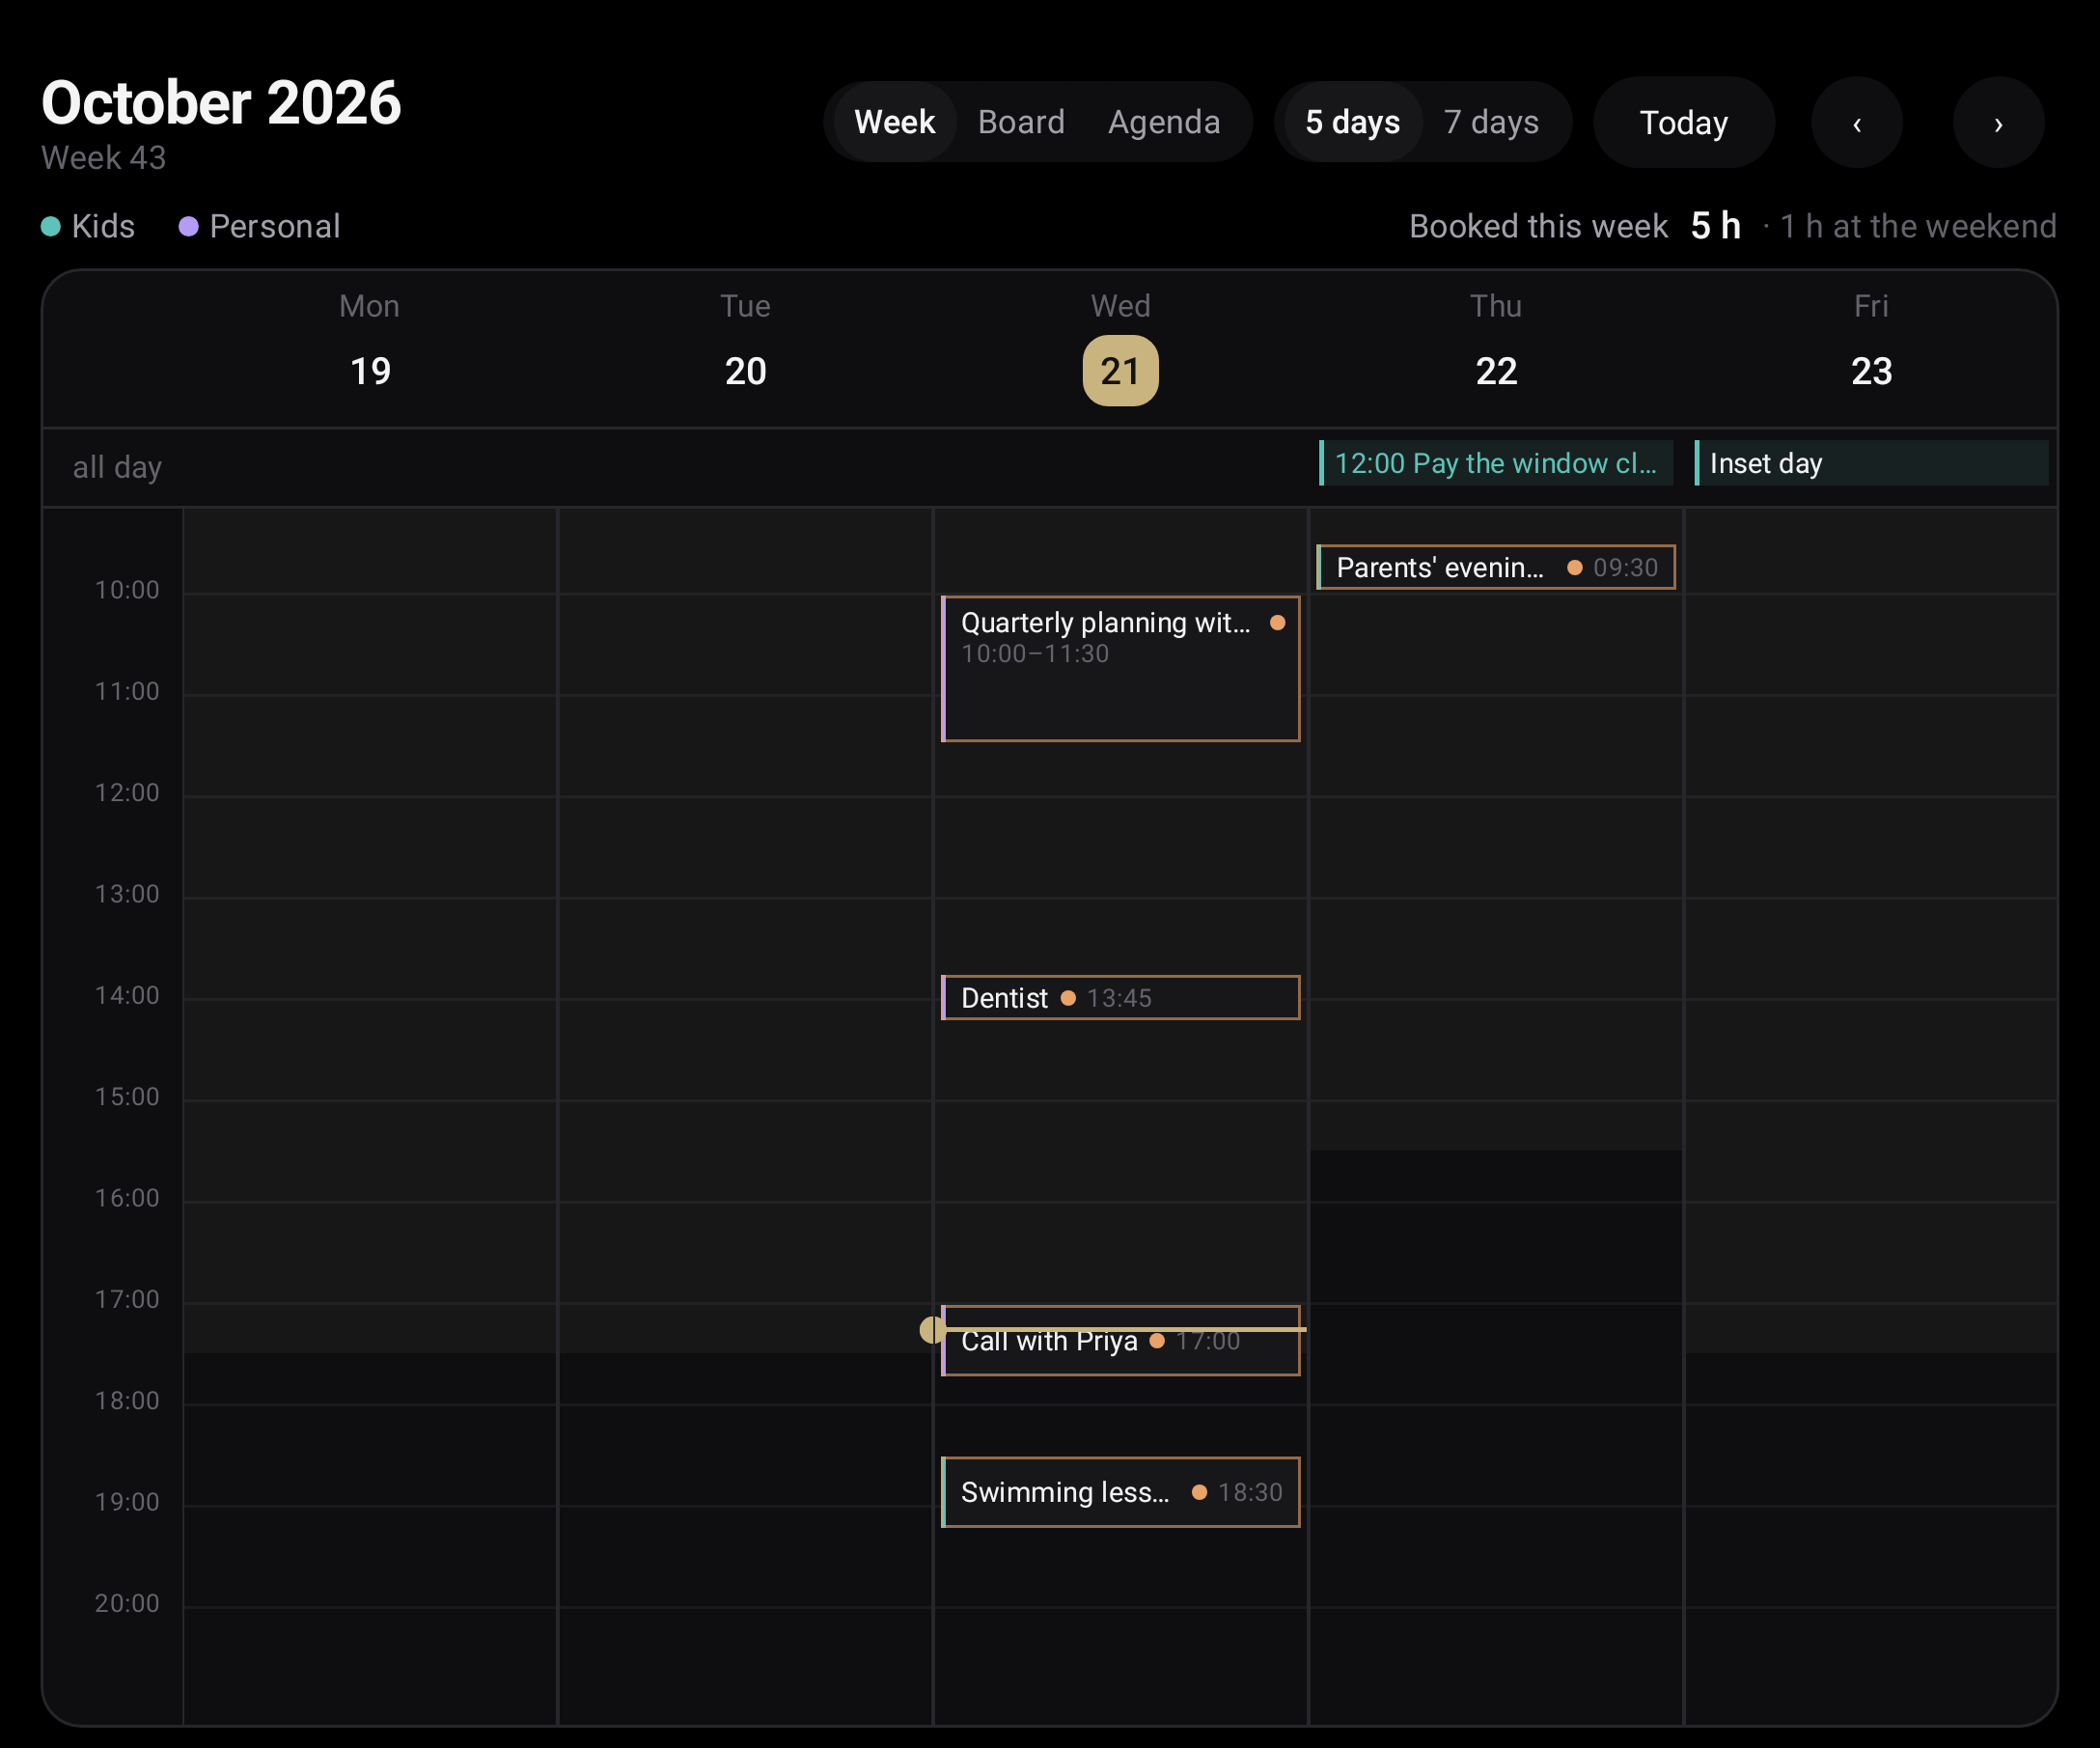 October 2026
Week 43
Week Board Agenda
5 days 7 days
Today
‹
›
Kids
Personal
Booked this week 5 h · 1 h at the weekend
Mon
Tue
Wed
Thu
Fri
19
20
21
22
23
all day
12:00 Pay the window cl…
Inset day
Parents' evenin… 09:30
10:00
Quarterly planning wit…
10:00–11:30
11:00
12:00
13:00
14:00
Dentist 13:45
15:00
16:00
17:00
Call with Priya 17:00
18:00
Swimming less… 18:30
19:00
20:00